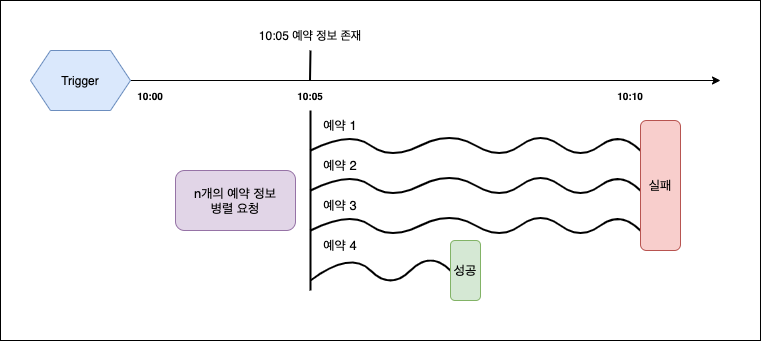 10:05 예약 정보 존재
Trigger
10:00
10:05
10:10
예약 1
예약 2
예약 3
예약 4
n개의 예약 정보
병렬 요청
실패
성공